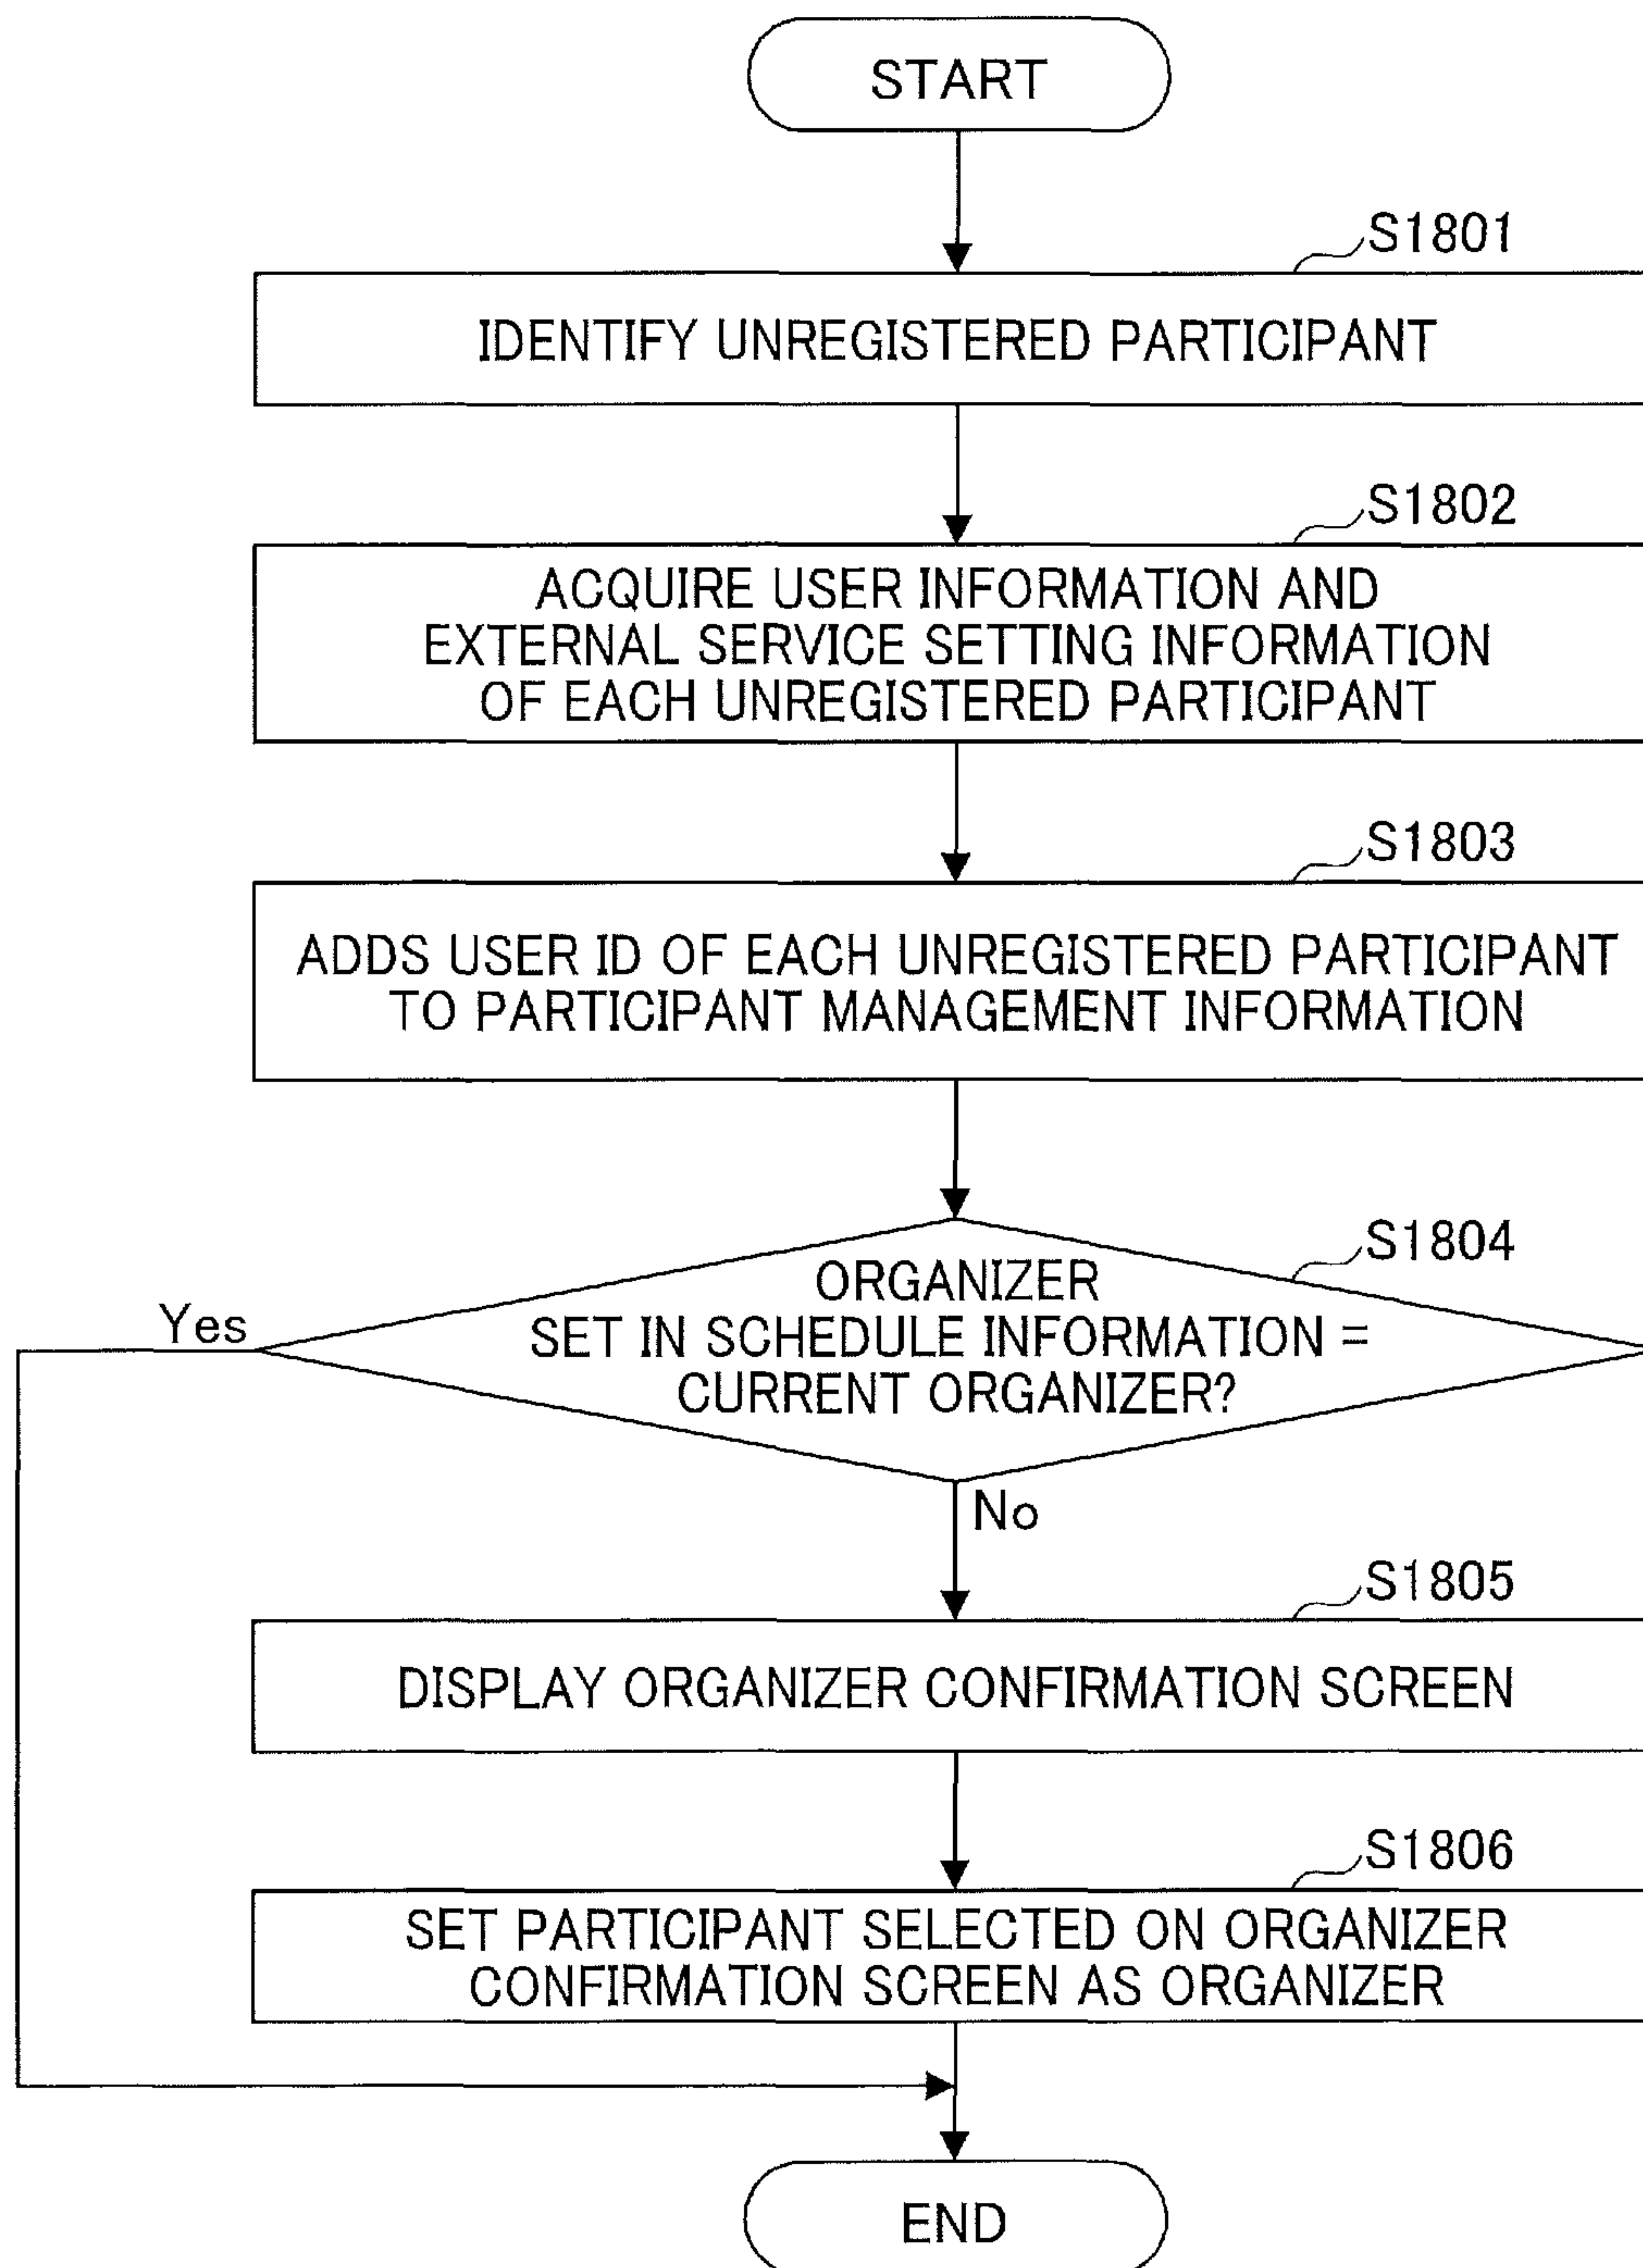 START
S1801
IDENTIFY UNREGISTERED PARTICIPANT
S1802
ACQUIRE USER INFORMATION AND
EXTERNAL SERVICE SETTING INFORMATION
OF EACH UNREGISTERED PARTICIPANT
S1803
ADDS USER ID OF EACH UNREGISTERED PARTICIPANT
TO PARTICIPANT MANAGEMENT INFORMATION
S1804
ORGANIZER
SET IN SCHEDULE INFORMATION =
CURRENT ORGANIZER?
Yes
No
S1805
DISPLAY ORGANIZER CONFIRMATION SCREEN
S1806
SET PARTICIPANT SELECTED ON ORGANIZER
CONFIRMATION SCREEN AS ORGANIZER
END